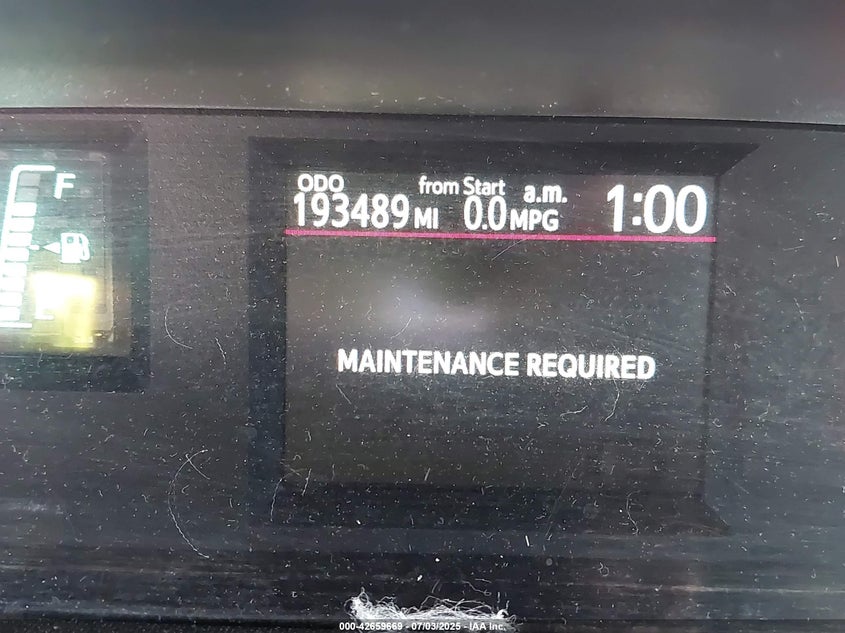 F
ODO from Start a.m. 1:00
193489 MI 0.0 MPG
MAINTENANCE REQUIRED
000-42659669 - 07/03/2025 - IAA Inc.